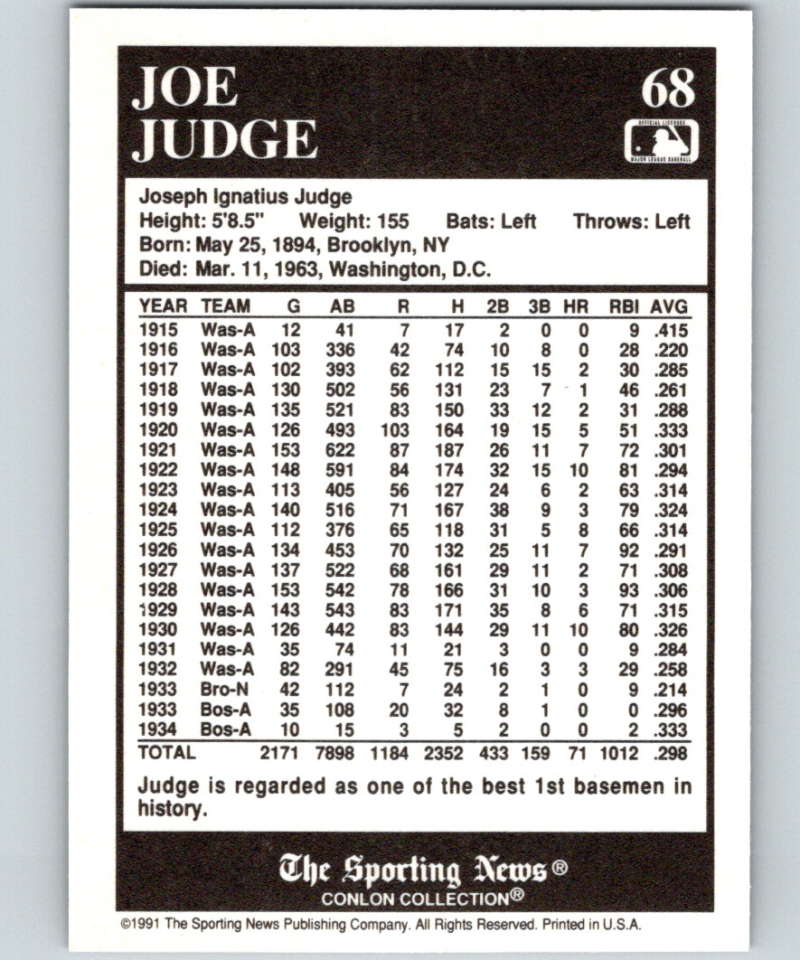 JOE
JUDGE
68
OFFICIAL LICENSEE
MAJOR LEAGUE BASEBALL
Joseph Ignatius Judge
Height: 5'8.5" Weight: 155 Bats: Left Throws: Left
Born: May 25, 1894, Brooklyn, NY
Died: Mar. 11, 1963, Washington, D.C.
YEAR TEAM G AB R H 2B 3B HR RBI AVG
1915 Was-A 12 41 7 17 2 0 0 9 .415
1916 Was-A 103 336 42 74 10 8 0 28 .220
1917 Was-A 102 393 62 112 15 15 2 30 .285
1918 Was-A 130 502 56 131 23 7 1 46 .261
1919 Was-A 135 521 83 150 33 12 2 31 .288
1920 Was-A 126 493 103 164 19 15 5 51 .333
1921 Was-A 153 622 87 187 26 11 7 72 .301
1922 Was-A 148 591 84 174 32 15 10 81 .294
1923 Was-A 113 405 56 127 24 6 2 63 .314
1924 Was-A 140 516 71 167 38 9 3 79 .324
1925 Was-A 112 376 65 118 31 5 8 66 .314
1926 Was-A 134 453 70 132 25 11 7 92 .291
1927 Was-A 137 522 68 161 29 11 2 71 .308
1928 Was-A 153 542 78 166 31 10 3 93 .306
1929 Was-A 143 543 83 171 35 8 6 71 .315
1930 Was-A 126 442 83 144 29 11 10 80 .326
1931 Was-A 35 74 11 21 3 0 0 9 .284
1932 Was-A 82 291 45 75 16 3 3 29 .258
1933 Bro-N 42 112 7 24 2 1 0 9 .214
1933 Bos-A 35 108 20 32 8 1 0 0 .296
1934 Bos-A 10 15 3 5 2 0 0 2 .333
TOTAL 2171 7898 1184 2352 433 159 71 1012 .298
Judge is regarded as one of the best 1st basemen in
history.
The Sporting News®
CONLON COLLECTION®
©1991 The Sporting News Publishing Company. All Rights Reserved. Printed in U.S.A.